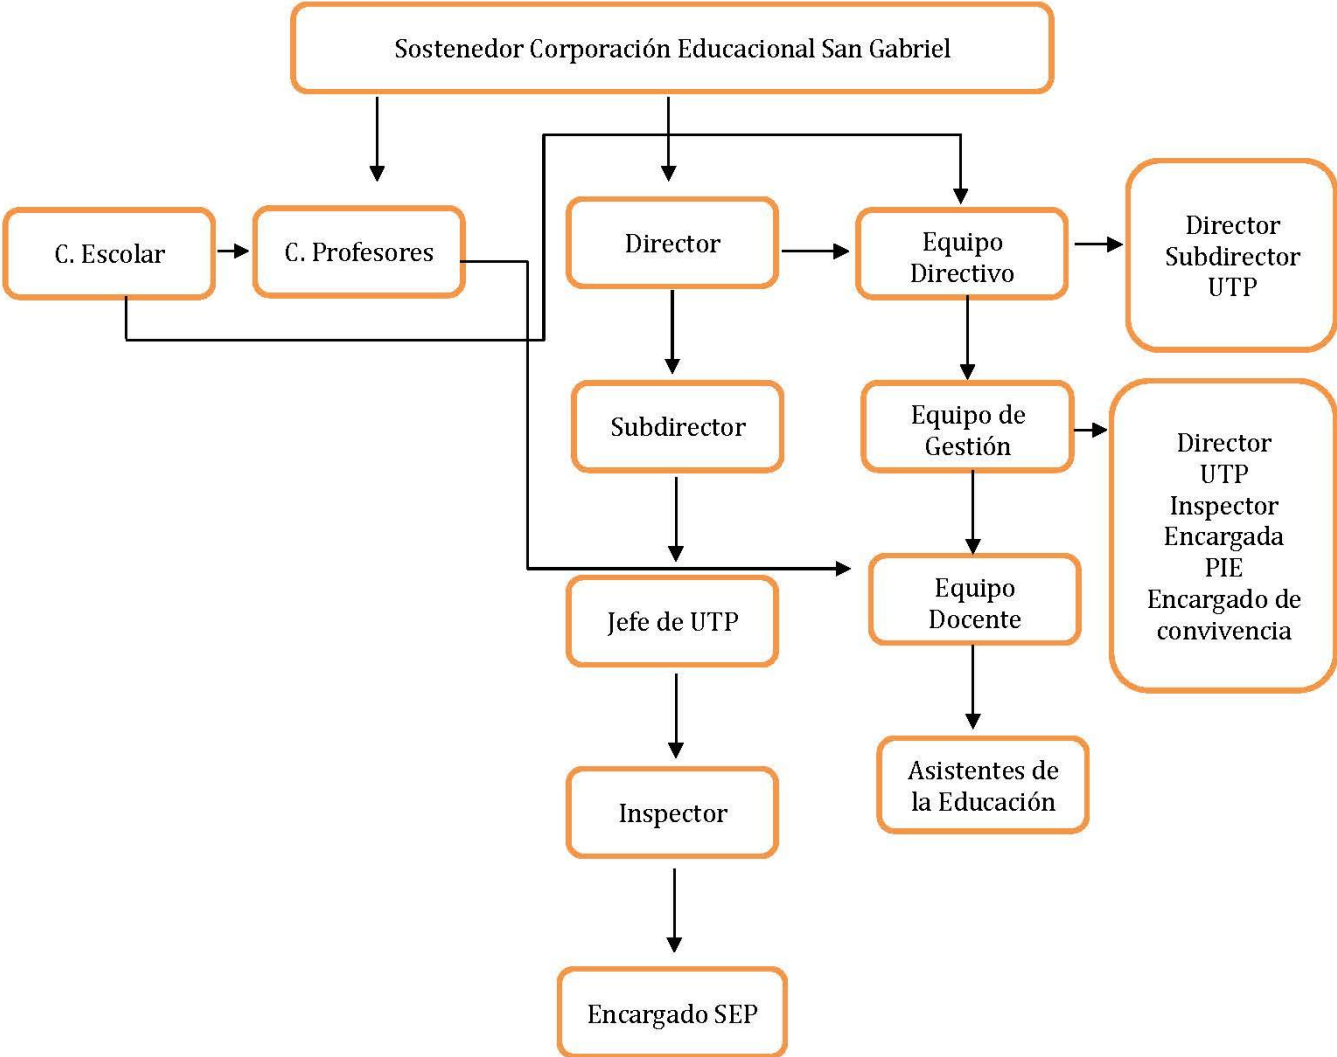 Sostenedor Corporación Educacional San Gabriel
C. Escolar
C. Profesores
Director
Equipo
Directivo
Director
Subdirector
UTP
Subdirector
Equipo de
Gestión
Director
UTP
Inspector
Encargada
PIE
Encargado de
convivencia
Jefe de UTP
Equipo
Docente
Inspector
Asistentes de
la Educación
Encargado SEP